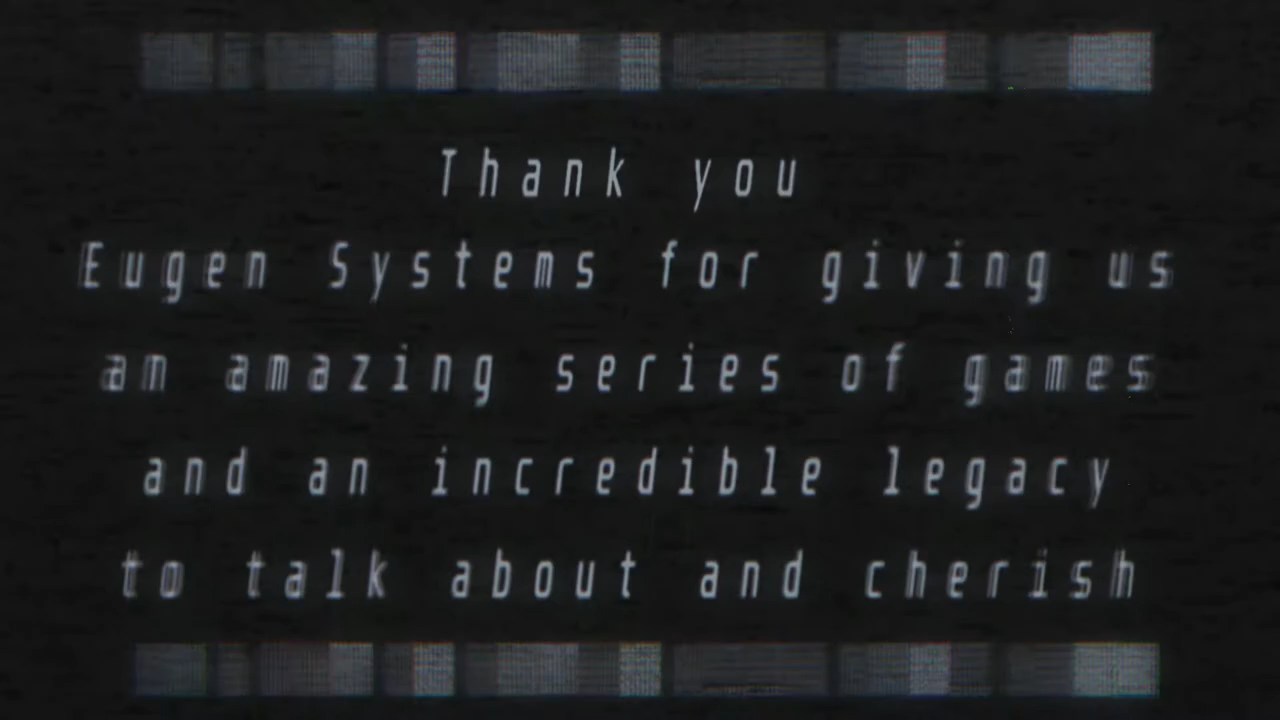 Thank you
Eugen Systems for giving us
an amazing series of games
and an incredible legacy
to talk about and cherish